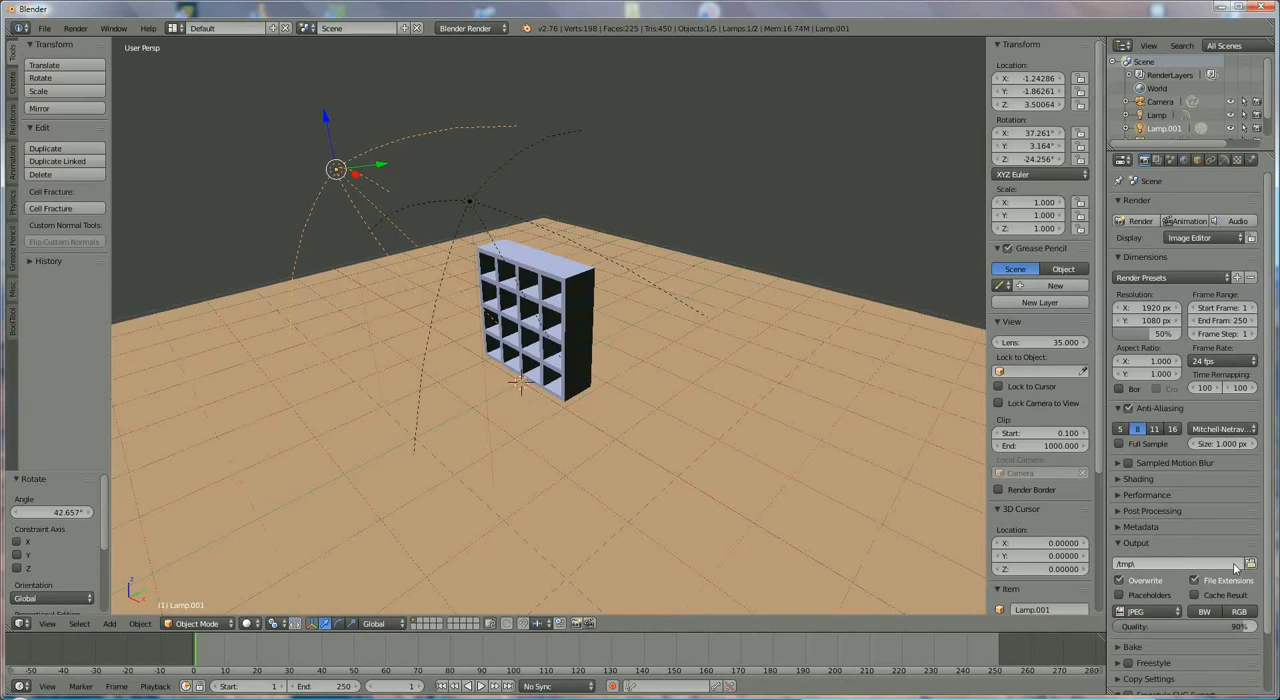 Blender
File Render Window Help Default Scene Blender Render v2.76 | Verts:198 | Faces:225 | Tris:450 | Objects:1/5 | Lamps:1/2 | Mem:16.74M | Lamp.001
Tools
Create
Relations
Animation
Physics
Grease Pencil
Misc
BoolTool
Transform
Translate
Rotate
Scale
Mirror
Edit
Duplicate
Duplicate Linked
Delete
Cell Fracture:
Cell Fracture
Custom Normal Tools:
Flip Custom Normals
History
Rotate
Angle
42.657°
Constraint Axis
X
Y
Z
Orientation
Global
User Persp
(1) Lamp.001
Transform
Location:
X: -1.24286
Y: -1.86261
Z: 3.50064
Rotation:
X: 37.261°
Y: 3.164°
Z: -24.256°
XYZ Euler
Scale:
X: 1.000
Y: 1.000
Z: 1.000
Grease Pencil
Scene Object
New
New Layer
View
Lens: 35.000
Lock to Object:
Lock to Cursor
Lock Camera to View
Clip:
Start: 0.100
End: 1000.000
Local Camera:
Camera
Render Border
3D Cursor
Location:
X: 0.00000
Y: 0.00000
Z: 0.00000
Item
Lamp.001
View Search All Scenes
Scene
RenderLayers
World
Camera
Lamp
Lamp.001
Scene
Render
Render Animation Audio
Display: Image Editor
Dimensions
Render Presets
Resolution: Frame Range:
X: 1920 px Start Frame: 1
Y: 1080 px End Fram: 250
50% Frame Step: 1
Aspect Ratio: Frame Rate:
X: 1.000 24 fps
Y: 1.000 Time Remapping:
Bor Cro 100 100
Anti-Aliasing
5 8 11 16 Mitchell-Netrav...
Full Sample Size: 1.000 px
Sampled Motion Blur
Shading
Performance
Post Processing
Metadata
Output
/tmp\
Overwrite File Extensions
Placeholders Cache Result
JPEG BW RGB
Quality: 90%
Bake
Freestyle
Copy Settings
View Select Add Object Object Mode Global
-50 -40 -30 -20 -10 0 10 20 30 40 50 60 70 80 90 100 110 120 130 140 150 160 170 180 190 200 210 220 230 240 250 260 270 280
View Marker Frame Playback Start: 1 End: 250 1 No Sync